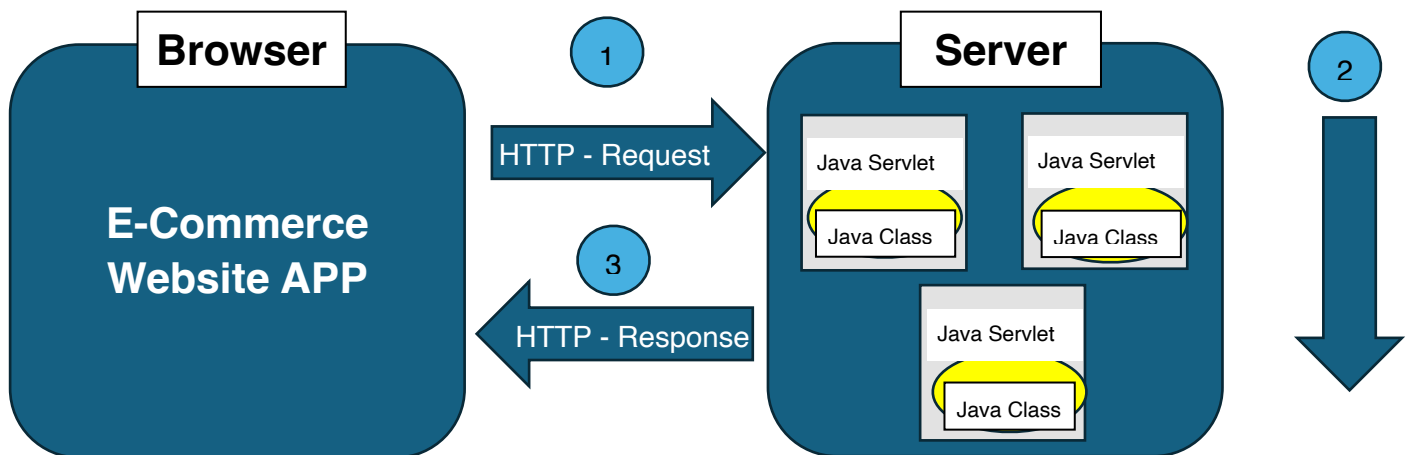 Browser
1
Server
2
HTTP - Request
Java Servlet
Java Servlet
Java Class
Java Class
E-Commerce
Website APP
3
HTTP - Response
Java Servlet
Java Class